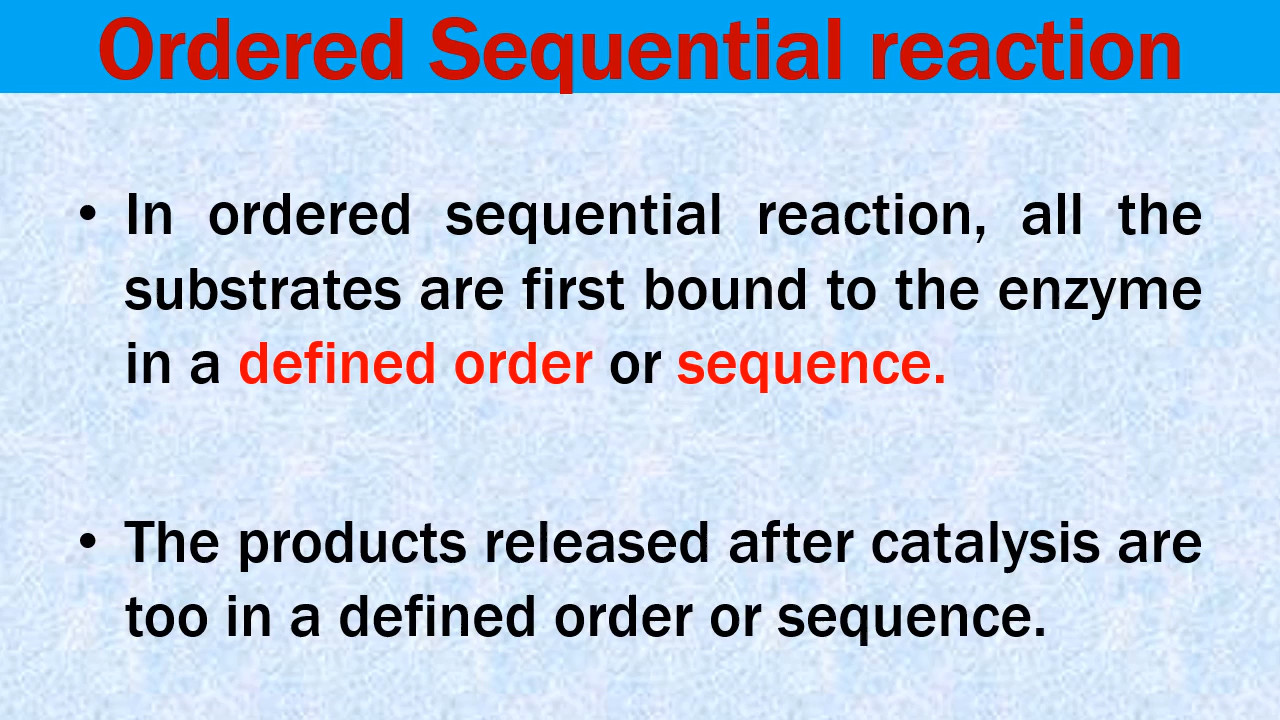 Ordered Sequential reaction
• In ordered sequential reaction, all the
substrates are first bound to the enzyme
in a defined order or sequence.
• The products released after catalysis are
too in a defined order or sequence.